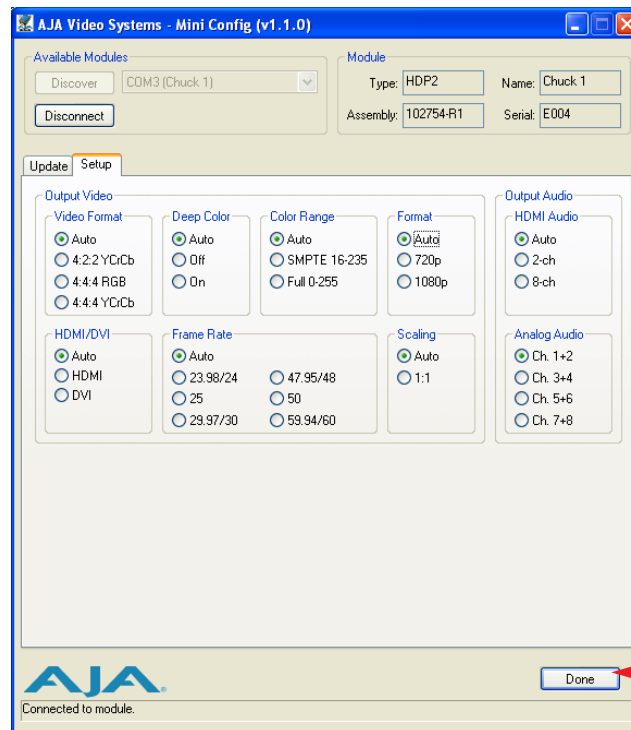 AJA Video Systems - Mini Config (v1.1.0)
Available Modules
Discover
COM3 (Chuck 1)
Disconnect
Module
Type: HDP2
Name: Chuck 1
Assembly: 102754-R1
Serial: E004
Update
Setup
Output Video
Video Format
Auto
4:2:2 YCrCb
4:4:4 RGB
4:4:4 YCrCb
Deep Color
Auto
Off
On
Color Range
Auto
SMPTE 16-235
Full 0-255
Format
Auto
720p
1080p
HDMI/DVI
Auto
HDMI
DVI
Frame Rate
Auto
23.98/24
25
29.97/30
47.95/48
50
59.94/60
Scaling
Auto
1:1
Output Audio
HDMI Audio
Auto
2-ch
8-ch
Analog Audio
Ch. 1+2
Ch. 3+4
Ch. 5+6
Ch. 7+8
AJA
Done
Connected to module.